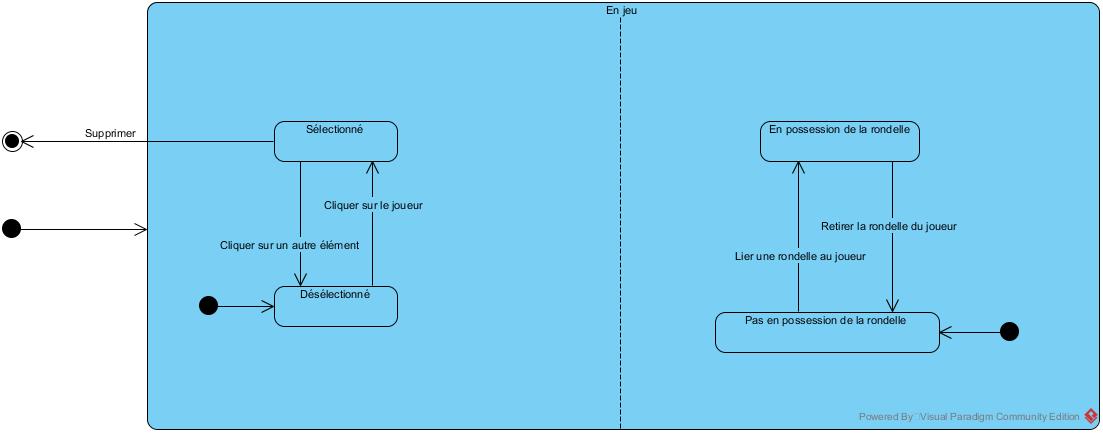 En jeu
Supprimer
Sélectionné
Cliquer sur le joueur
Cliquer sur un autre élément
Désélectionné
En possession de la rondelle
Retirer la rondelle du joueur
Lier une rondelle au joueur
Pas en possession de la rondelle
Powered By Visual Paradigm Community Edition